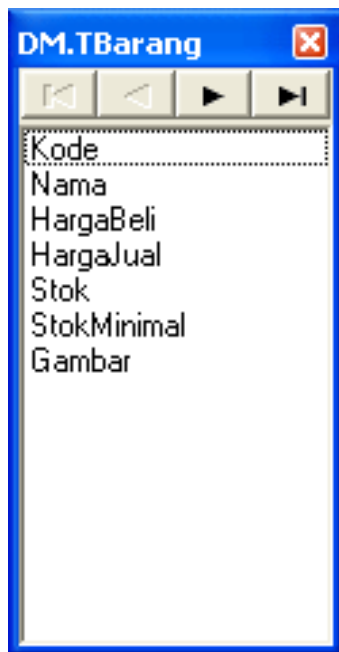 DM.TBarang
Kode
Nama
HargaBeli
HargaJual
Stok
StokMinimal
Gambar